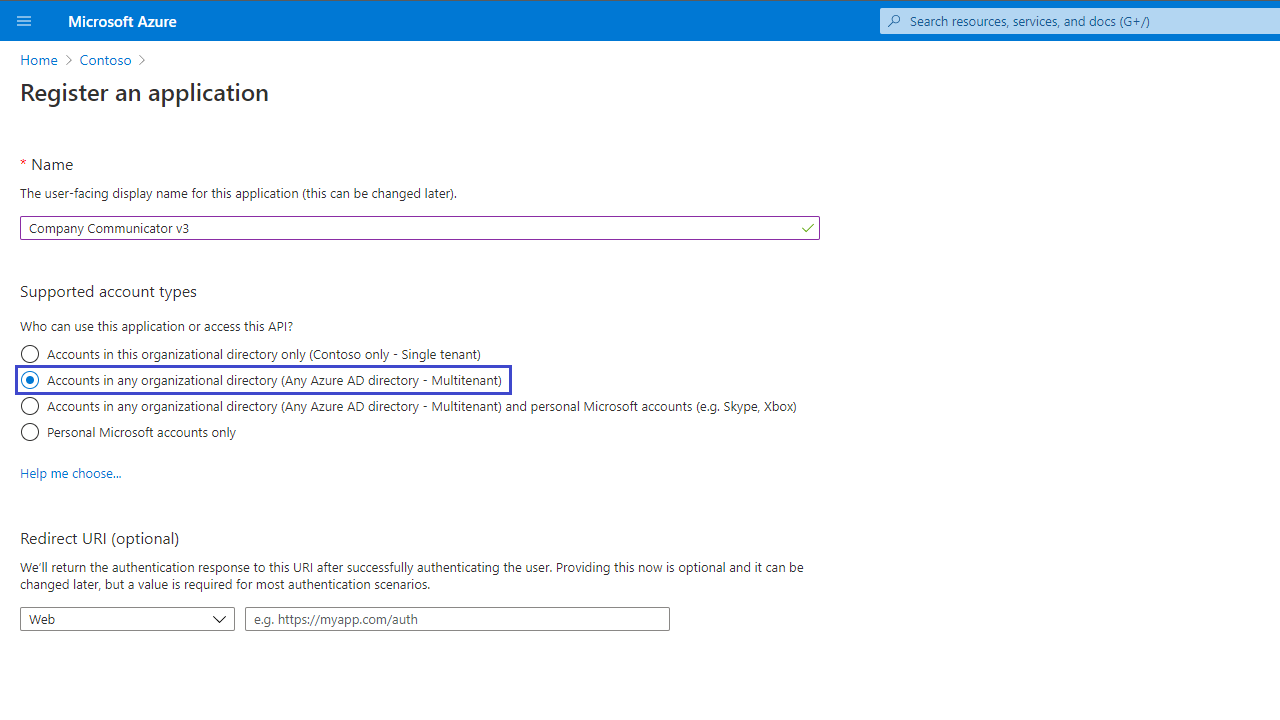 Microsoft Azure
Search resources, services, and docs (G+/)
Home > Contoso >
Register an application
* Name
The user-facing display name for this application (this can be changed later).
Company Communicator v3
Supported account types
Who can use this application or access this API?
Accounts in this organizational directory only (Contoso only - Single tenant)
Accounts in any organizational directory (Any Azure AD directory - Multitenant)
Accounts in any organizational directory (Any Azure AD directory - Multitenant) and personal Microsoft accounts (e.g. Skype, Xbox)
Personal Microsoft accounts only
Help me choose...
Redirect URI (optional)
We'll return the authentication response to this URI after successfully authenticating the user. Providing this now is optional and it can be
changed later, but a value is required for most authentication scenarios.
Web
e.g. https://myapp.com/auth